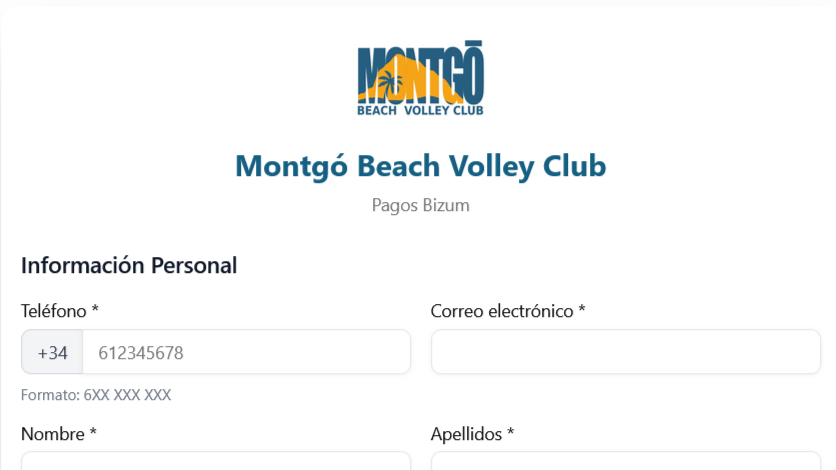 MONTGŌ
BEACH VOLLEY CLUB
Montgó Beach Volley Club
Pagos Bizum
Información Personal
Teléfono *
Correo electrónico *
+34
612345678
Formato: 6XX XXX XXX
Nombre *
Apellidos *